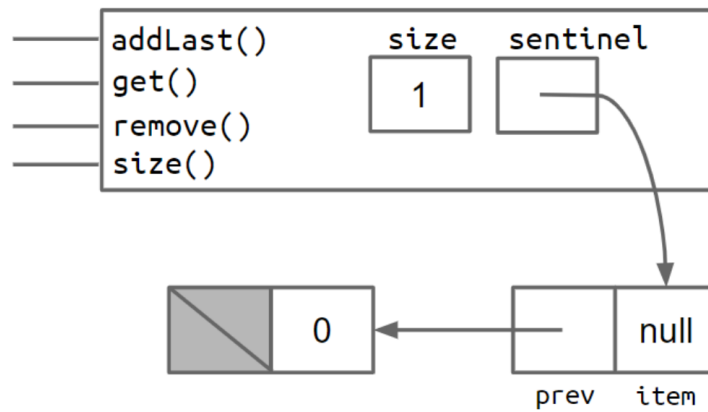 addLast()
size
sentinel
get()
1
remove()
size()
0
null
prev
item